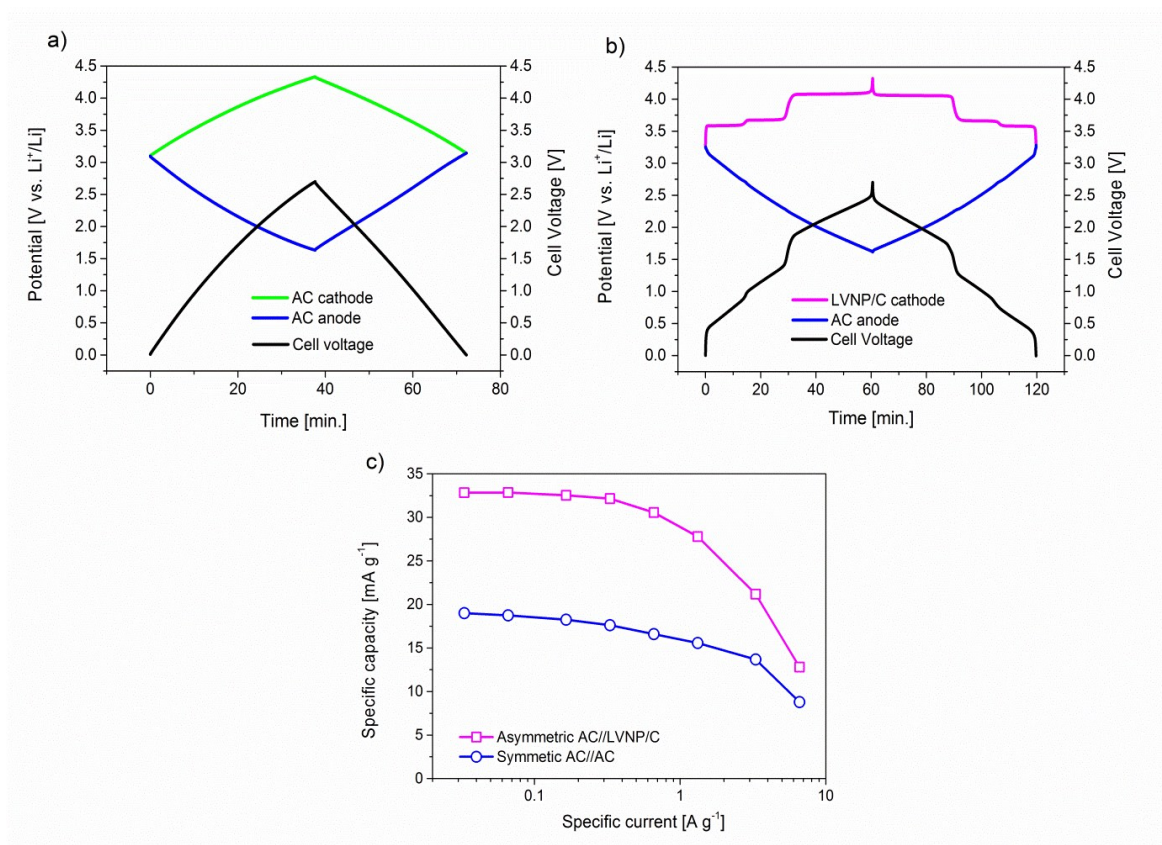 a)
4.5
4.0
3.5
3.0
2.5
2.0
1.5
1.0
0.5
0.0
Potential [V vs. Li⁺/Li]
4.5
4.0
3.5
3.0
2.5
2.0
1.5
1.0
0.5
0.0
Cell Voltage [V]
AC cathode
AC anode
Cell voltage
0 20 40 60 80
Time [min.]
b)
4.5
4.0
3.5
3.0
2.5
2.0
1.5
1.0
0.5
0.0
Potential [V vs. Li⁺/Li]
4.5
4.0
3.5
3.0
2.5
2.0
1.5
1.0
0.5
0.0
Cell Voltage [V]
LVNP/C cathode
AC anode
Cell Voltage
0 20 40 60 80 100 120
Time [min.]
c)
35
30
25
20
15
10
5
0
Specific capacity [mA g⁻¹]
Asymmetric AC//LVNP/C
Symmetic AC//AC
0.1 1 10
Specific current [A g⁻¹]